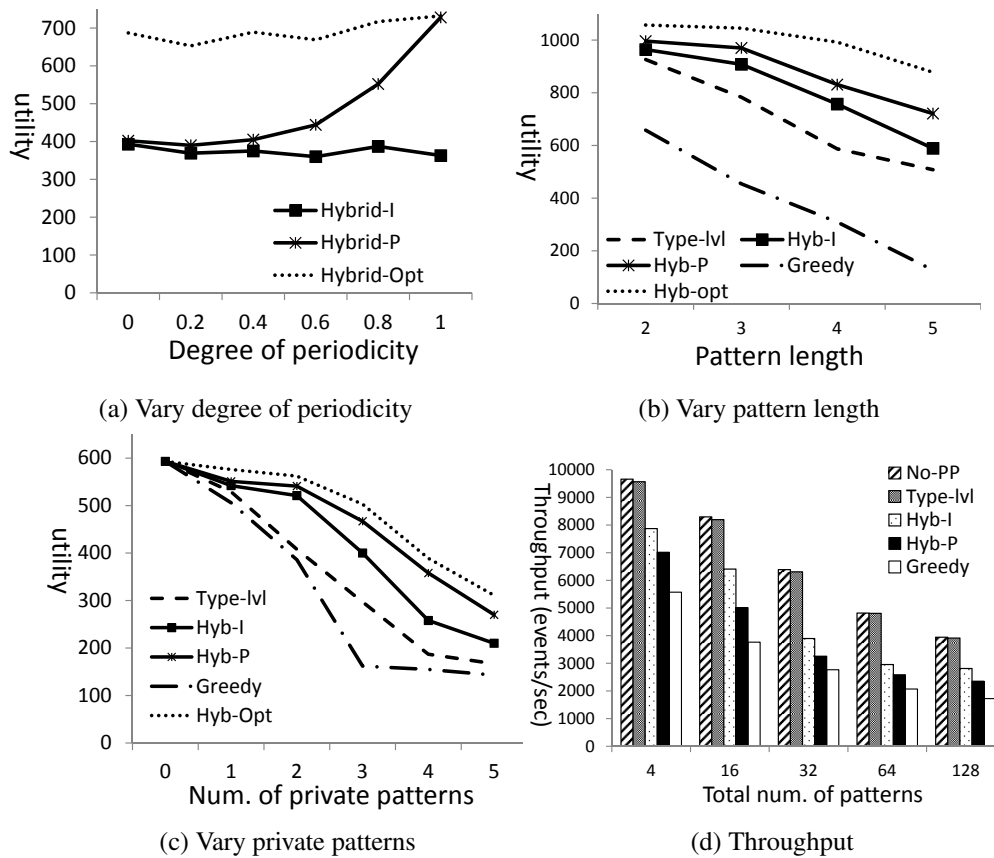 700
600
500
400
300
200
100
0
utility
Hybrid-I
Hybrid-P
Hybrid-Opt
0 0.2 0.4 0.6 0.8 1
Degree of periodicity
(a) Vary degree of periodicity
1000
800
600
400
200
0
utility
Type-lvl Hyb-I
Hyb-P Greedy
Hyb-opt
2 3 4 5
Pattern length
(b) Vary pattern length
600
500
400
300
200
100
0
utility
Type-lvl
Hyb-I
Hyb-P
Greedy
Hyb-Opt
0 1 2 3 4 5
Num. of private patterns
(c) Vary private patterns
10000
9000
8000
7000
6000
5000
4000
3000
2000
1000
0
Throughput (events/sec)
No-PP
Type-lvl
Hyb-I
Hyb-P
Greedy
4 16 32 64 128
Total num. of patterns
(d) Throughput